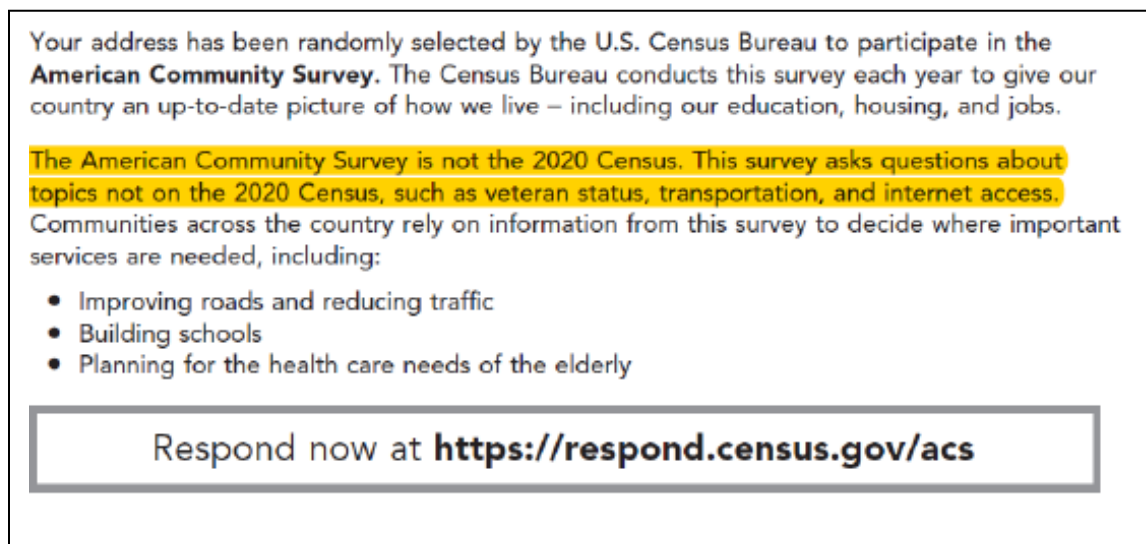 Your address has been randomly selected by the U.S. Census Bureau to participate in the
American Community Survey. The Census Bureau conducts this survey each year to give our
country an up-to-date picture of how we live – including our education, housing, and jobs.
The American Community Survey is not the 2020 Census. This survey asks questions about
topics not on the 2020 Census, such as veteran status, transportation, and internet access.
Communities across the country rely on information from this survey to decide where important
services are needed, including:
• Improving roads and reducing traffic
• Building schools
• Planning for the health care needs of the elderly
Respond now at https://respond.census.gov/acs